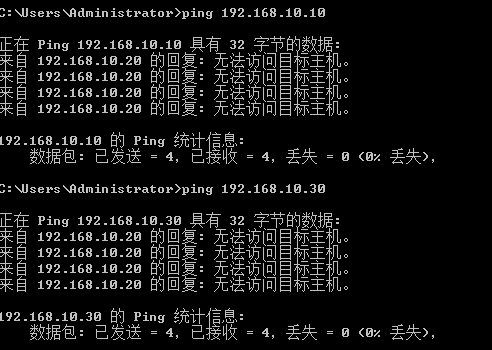 C:\Users\Administrator>ping 192.168.10.10
正在 Ping 192.168.10.10 具有 32 字节的数据:
来自 192.168.10.20 的回复: 无法访问目标主机。
来自 192.168.10.20 的回复: 无法访问目标主机。
来自 192.168.10.20 的回复: 无法访问目标主机。
来自 192.168.10.20 的回复: 无法访问目标主机。
192.168.10.10 的 Ping 统计信息:
数据包: 已发送 = 4, 已接收 = 4, 丢失 = 0 (0% 丢失),
C:\Users\Administrator>ping 192.168.10.30
正在 Ping 192.168.10.30 具有 32 字节的数据:
来自 192.168.10.20 的回复: 无法访问目标主机。
来自 192.168.10.20 的回复: 无法访问目标主机。
来自 192.168.10.20 的回复: 无法访问目标主机。
来自 192.168.10.20 的回复: 无法访问目标主机。
192.168.10.30 的 Ping 统计信息:
数据包: 已发送 = 4, 已接收 = 4, 丢失 = 0 (0% 丢失),